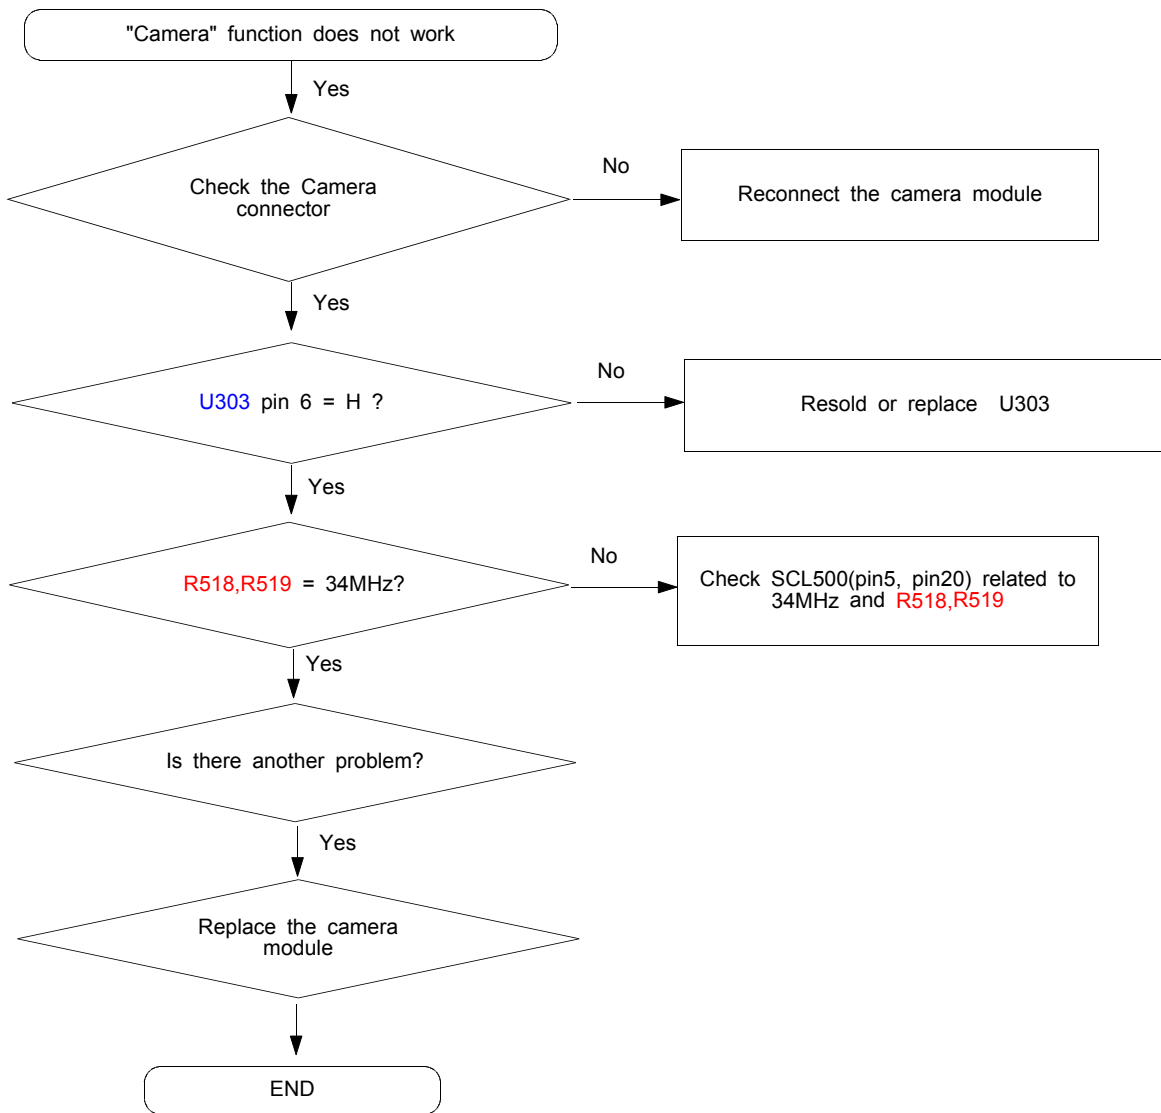 "Camera" function does not work
Yes
Check the Camera
connector
No
Reconnect the camera module
Yes
U303 pin 6 = H ?
No
Resold or replace U303
Yes
R518,R519 = 34MHz?
No
Check SCL500(pin5, pin20) related to
34MHz and R518,R519
Yes
Is there another problem?
Yes
Replace the camera
module
END